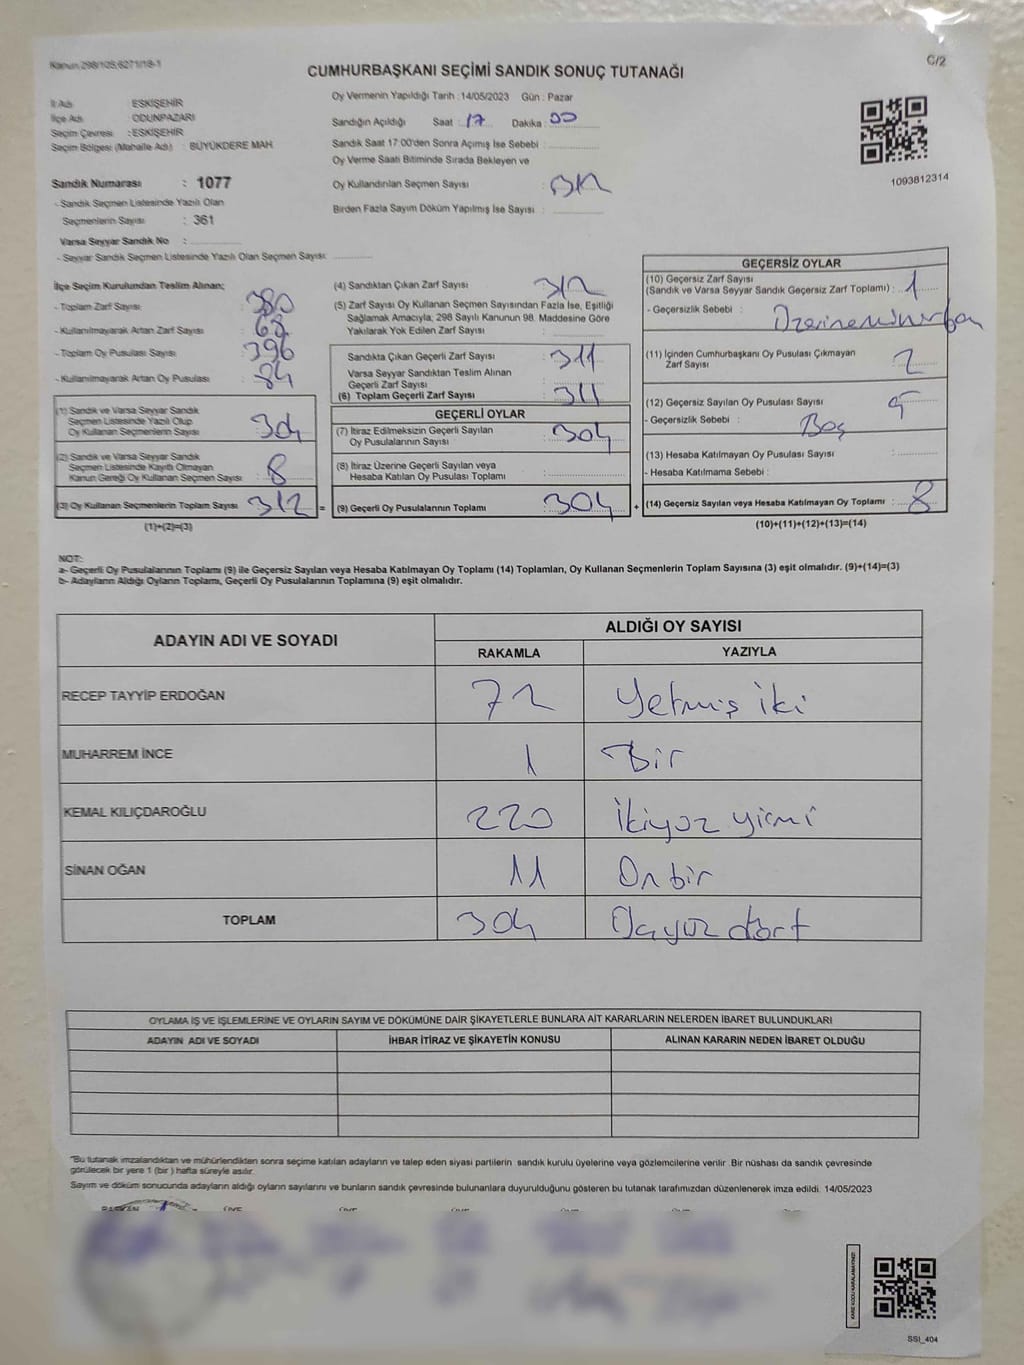 Kanun 298/105,6271/18-1
C/2
CUMHURBAŞKANI SEÇİMİ SANDIK SONUÇ TUTANAĞI
İl Adı ESKİŞEHİR
İlçe Adı ODUNPAZARI
Seçim Çevresi : ESKİŞEHİR
Seçim Bölgesi (Mahalle Adı) : BÜYÜKDERE MAH
Sandık Numarası : 1077
- Sandık Seçmen Listesinde Yazılı Olan
Seçmenlerin Sayısı : 361
Varsa Seyyar Sandık No :
- Seyyar Sandık Seçmen Listesinde Yazılı Olan Seçmen Sayısı:
Oy Vermenin Yapıldığı Tarih : 14/05/2023 Gün : Pazar
Sandığın Açıldığı Saat : 17 Dakika : 00
Sandık Saat 17:00'den Sonra Açımış İse Sebebi :
Oy Verme Saati Bitiminde Sırada Bekleyen ve
Oy Kullandırılan Seçmen Sayısı : 312
Birden Fazla Sayım Döküm Yapılmış İse Sayısı :
1093812314
İlçe Seçim Kurulundan Teslim Alınan;
- Toplam Zarf Sayısı : 380
- Kullanılmayarak Artan Zarf Sayısı : 68
- Toplam Oy Pusulası Sayısı : 396
- Kullanılmayarak Artan Oy Pusulası : 84
(1) Sandık ve Varsa Seyyar Sandık
Seçmen Listesinde Yazılı Olup
Oy Kullanan Seçmenlerin Sayısı : 304
(2) Sandık ve Varsa Seyyar Sandık
Seçmen Listesinde Kayıtlı Olmayan
Kanun Gereği Oy Kullanan Seçmen Sayısı : 8
(3) Oy Kullanan Seçmenlerin Toplam Sayısı : 312 =
(1)+(2)=(3)
(4) Sandıktan Çıkan Zarf Sayısı : 312
(5) Zarf Sayısı Oy Kullanan Seçmen Sayısından Fazla İse, Eşitliği
Sağlamak Amacıyla; 298 Sayılı Kanunun 98. Maddesine Göre
Yakılarak Yok Edilen Zarf Sayısı :
Sandıkta Çıkan Geçerli Zarf Sayısı : 311
Varsa Seyyar Sandıktan Teslim Alınan
Geçerli Zarf Sayısı :
(6) Toplam Geçerli Zarf Sayısı : 311
GEÇERLİ OYLAR
(7) İtiraz Edilmeksizin Geçerli Sayılan
Oy Pusulalarının Sayısı : 304
(8) İtiraz Üzerine Geçerli Sayılan veya
Hesaba Katılan Oy Pusulası Toplamı :
(9) Geçerli Oy Pusulalarının Toplamı : 304 +
GEÇERSİZ OYLAR
(10) Geçersiz Zarf Sayısı
(Sandık ve Varsa Seyyar Sandık Geçersiz Zarf Toplamı) : 1
- Geçersizlik Sebebi : Üzerine
(11) İçinden Cumhurbaşkanı Oy Pusulası Çıkmayan
Zarf Sayısı : 2
(12) Geçersiz Sayılan Oy Pusulası Sayısı : 5
- Geçersizlik Sebebi : Boş
(13) Hesaba Katılmayan Oy Pusulası Sayısı :
- Hesaba Katılmama Sebebi :
(14) Geçersiz Sayılan veya Hesaba Katılmayan Oy Toplamı : 8
(10)+(11)+(12)+(13)=(14)
NOT:
a- Geçerli Oy Pusulalarının Toplamı (9) ile Geçersiz Sayılan veya Hesaba Katılmayan Oy Toplamı (14) Toplamları, Oy Kullanan Seçmenlerin Toplam Sayısına (3) eşit olmalıdır. (9)+(14)=(3)
b- Adayların Aldığı Oyların Toplamı, Geçerli Oy Pusulalarının Toplamına (9) eşit olmalıdır.
ADAYIN ADI VE SOYADI
ALDIĞI OY SAYISI
RAKAMLA YAZIYLA
RECEP TAYYİP ERDOĞAN 72 Yetmiş iki
MUHARREM İNCE 1 Bir
KEMAL KILIÇDAROĞLU 220 İkiyüz yirmi
SİNAN OĞAN 11 On bir
TOPLAM 304 Üçyüz dört
OYLAMA İŞ VE İŞLEMLERİNE VE OYLARIN SAYIM VE DÖKÜMÜNE DAİR ŞİKAYETLERLE BUNLARA AİT KARARLARIN NELERDEN İBARET BULUNDUKLARI
ADAYIN ADI VE SOYADI İHBAR İTİRAZ VE ŞİKAYETİN KONUSU ALINAN KARARIN NEDEN İBARET OLDUĞU
"Bu tutanak imzalandıktan ve mühürlendikten sonra seçime katılan adayların ve talep eden siyasi partilerin sandık kurulu üyelerine veya gözlemcilerine verilir. Bir nüshası da sandık çevresinde
görülecek bir yere 1 (bir ) hafta süreyle asılır.
Sayım ve döküm sonucunda adayların aldığı oyların sayılarını ve bunların sandık çevresinde bulunanlara duyurulduğunu gösteren bu tutanak tarafımızdan düzenlenerek imza edildi. 14/05/2023
SSI_404